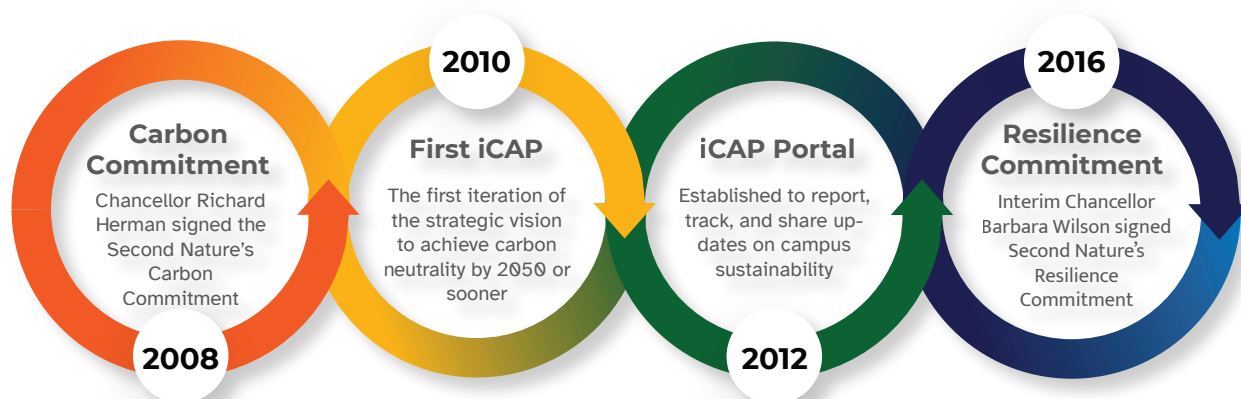 Carbon
Commitment
Chancellor Richard
Herman signed the
Second Nature's
Carbon
Commitment
2008
2010
First iCAP
The first iteration of
the strategic vision
to achieve carbon
neutrality by 2050 or
sooner
iCAP Portal
Established to report,
track, and share up-
dates on campus
sustainability
2012
2016
Resilience
Commitment
Interim Chancellor
Barbara Wilson signed
Second Nature's
Resilience
Commitment